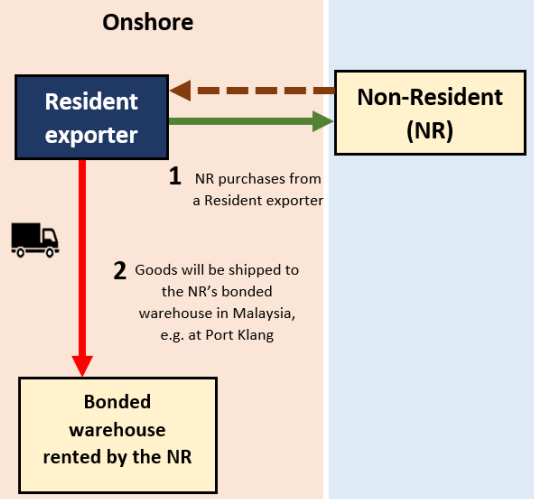 Onshore
Resident
exporter
Non-Resident
(NR)
1 NR purchases from
a Resident exporter
2 Goods will be shipped to
the NR's bonded
warehouse in Malaysia,
e.g. at Port Klang
Bonded
warehouse
rented by the NR